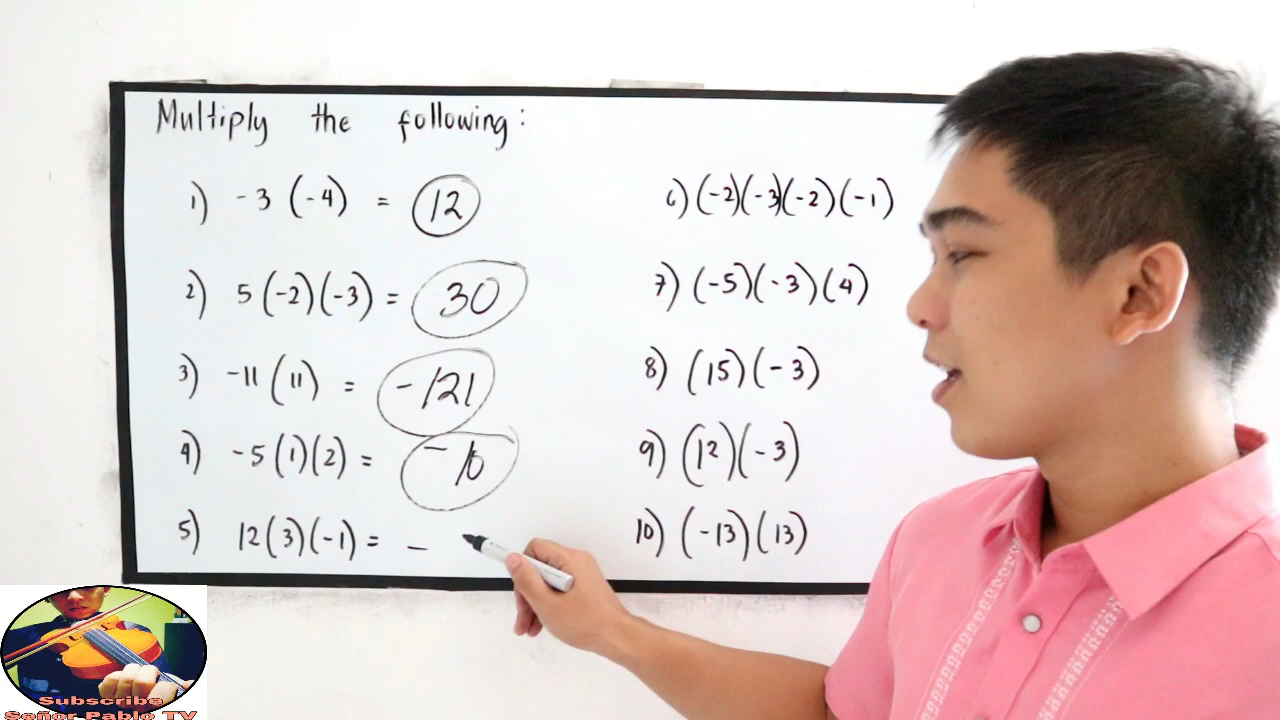 Multiply the following:
1) -3 (-4) = 12
2) 5 (-2)(-3) = 30
3) -11 (11) = -121
4) -5 (1)(2) = -10
5) 12 (3)(-1) = -
6) (-2)(-3)(-2)(-1)
7) (-5)(-3)(4)
8) (15)(-3)
9) (12)(-3)
10) (-13)(13)
Subscribe
Señor Pablo TV